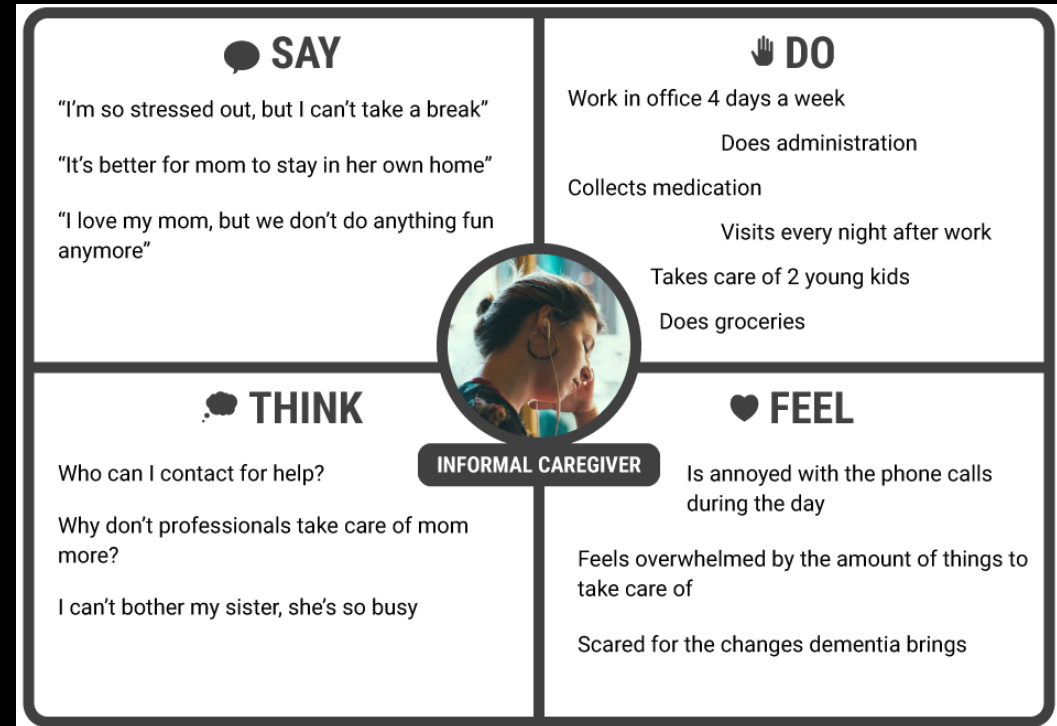 SAY
“I’m so stressed out, but I can’t take a break”
“It’s better for mom to stay in her own home”
“I love my mom, but we don’t do anything fun
anymore”
DO
Work in office 4 days a week
Does administration
Collects medication
Visits every night after work
Takes care of 2 young kids
Does groceries
THINK
Who can I contact for help?
Why don’t professionals take care of mom
more?
I can’t bother my sister, she’s so busy
INFORMAL CAREGIVER
FEEL
Is annoyed with the phone calls
during the day
Feels overwhelmed by the amount of things to
take care of
Scared for the changes dementia brings